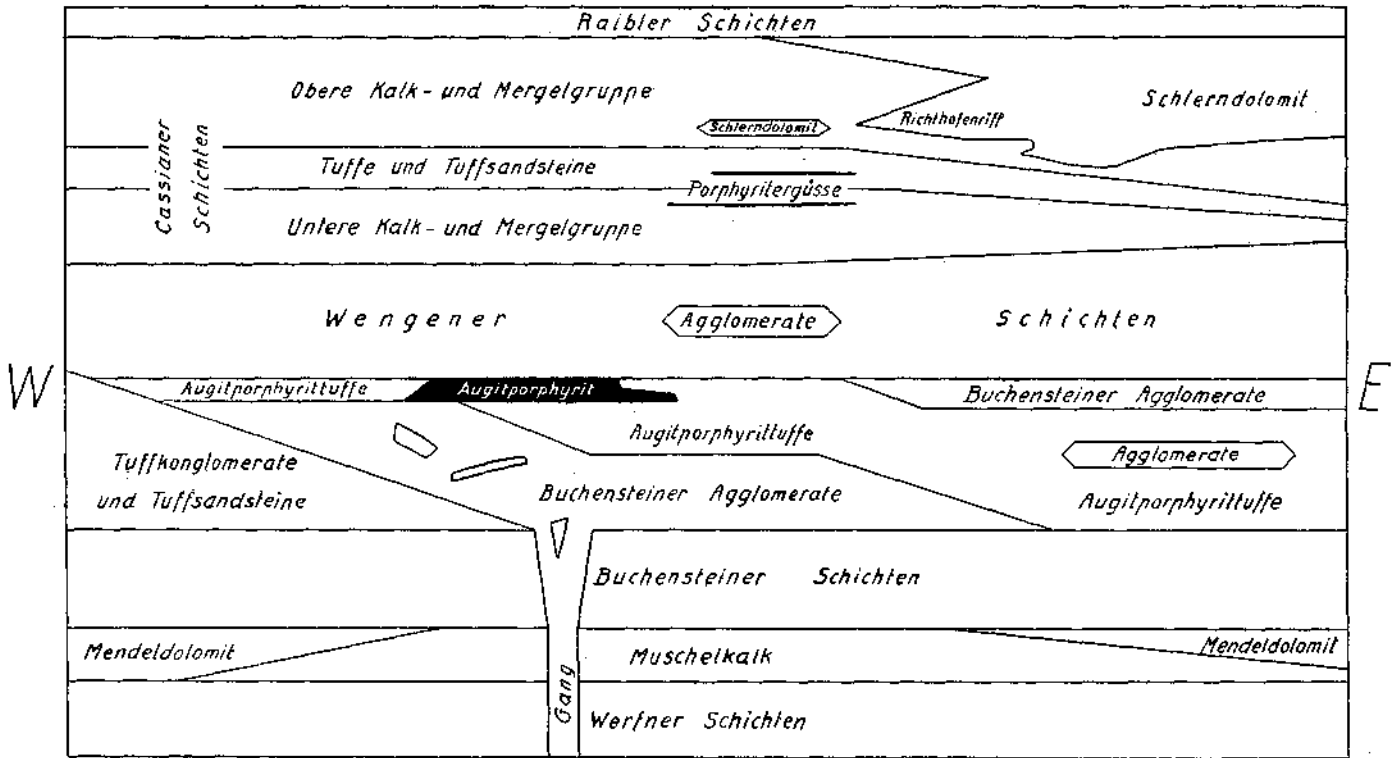 Raibler Schichten
Obere Kalk- und Mergelgruppe
Schlerndolomit
Schlerndolomit
Richthofenriff
Cassianer
Schichten
Tuffe und Tuffsandsteine
Porphyritergüsse
Untere Kalk- und Mergelgruppe
Wengener
Agglomerate
Schichten
W
E
Augitporphyrittuffe
Augitporphyrit
Buchensteiner Agglomerate
Augitporphyrittuffe
Agglomerate
Tuffkonglomerate
und Tuffsandsteine
Buchensteiner Agglomerate
Augitporphyrittuffe
Buchensteiner Schichten
Mendeldolomit
Muschelkalk
Mendeldolomit
Gang
Werfner Schichten